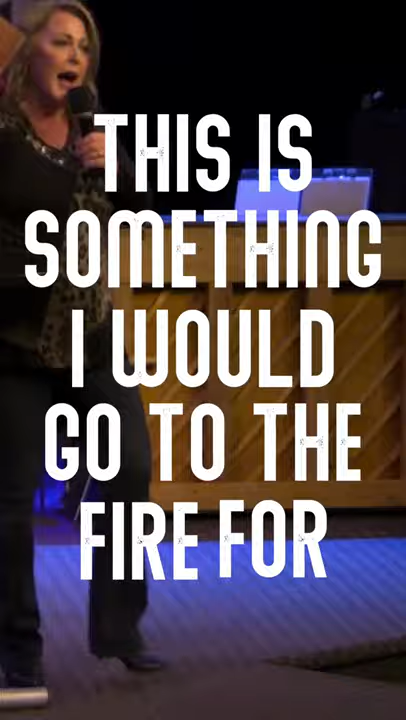 THIS IS
SOMETHING
I WOULD
GO TO THE
FIRE FOR